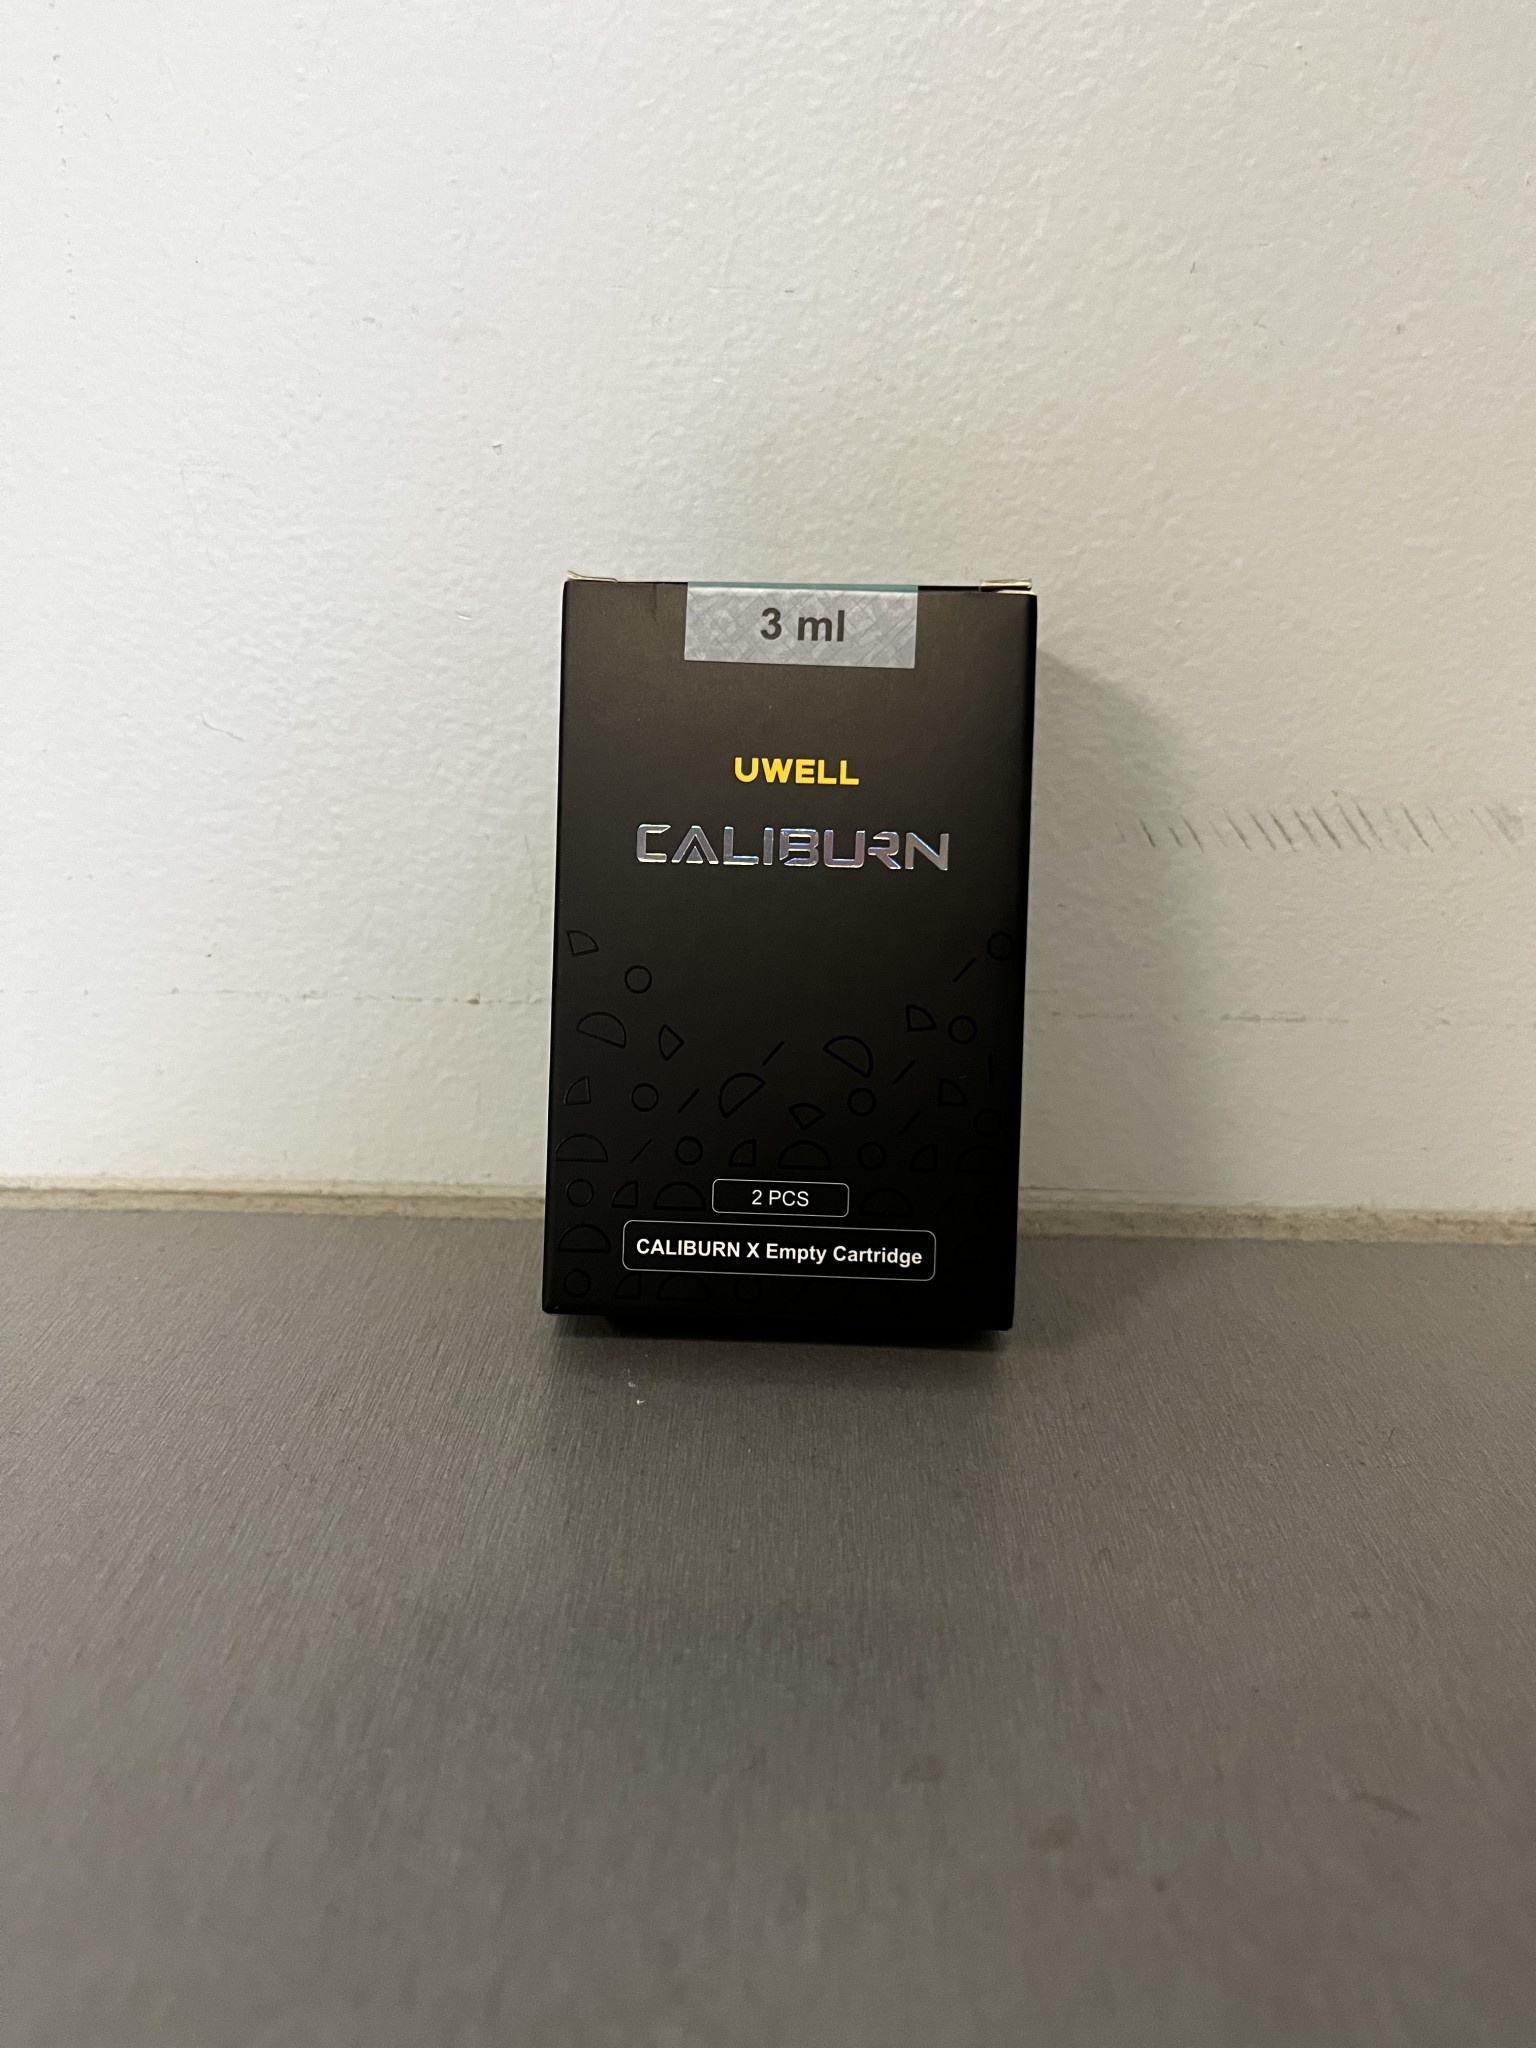 3 ml
UWELL
CALIBURN
2 PCS
CALIBURN X Empty Cartridge